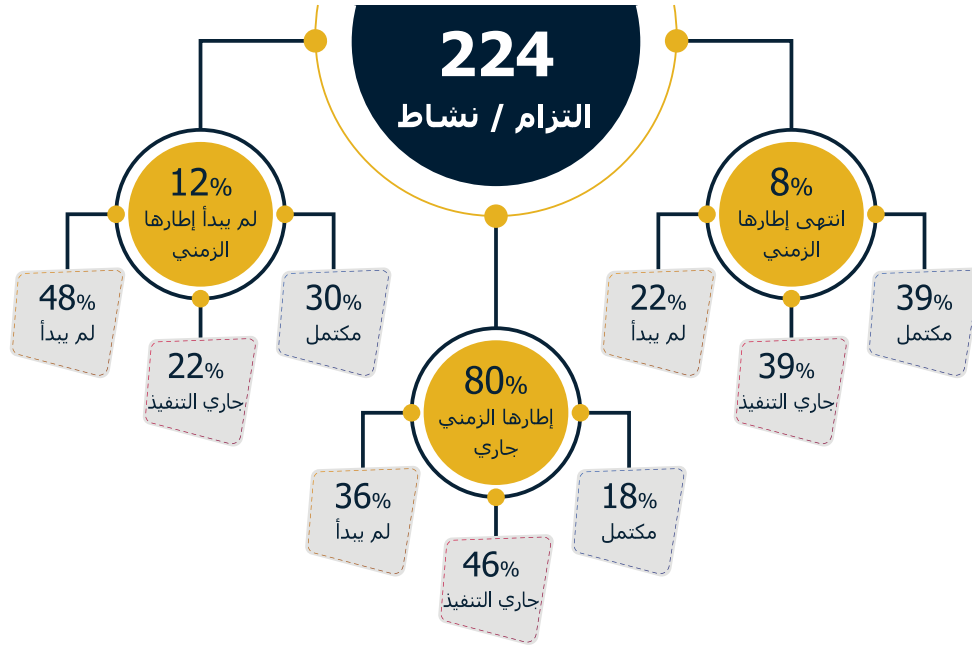 224
التزام / نشاط
8%
انتهى إطارها
الزمني
39%
مكتمل
39%
جاري التنفيذ
22%
لم يبدأ
80%
إطارها الزمني
جاري
18%
مكتمل
46%
جاري التنفيذ
36%
لم يبدأ
12%
لم يبدأ إطارها
الزمني
30%
مكتمل
22%
جاري التنفيذ
48%
لم يبدأ